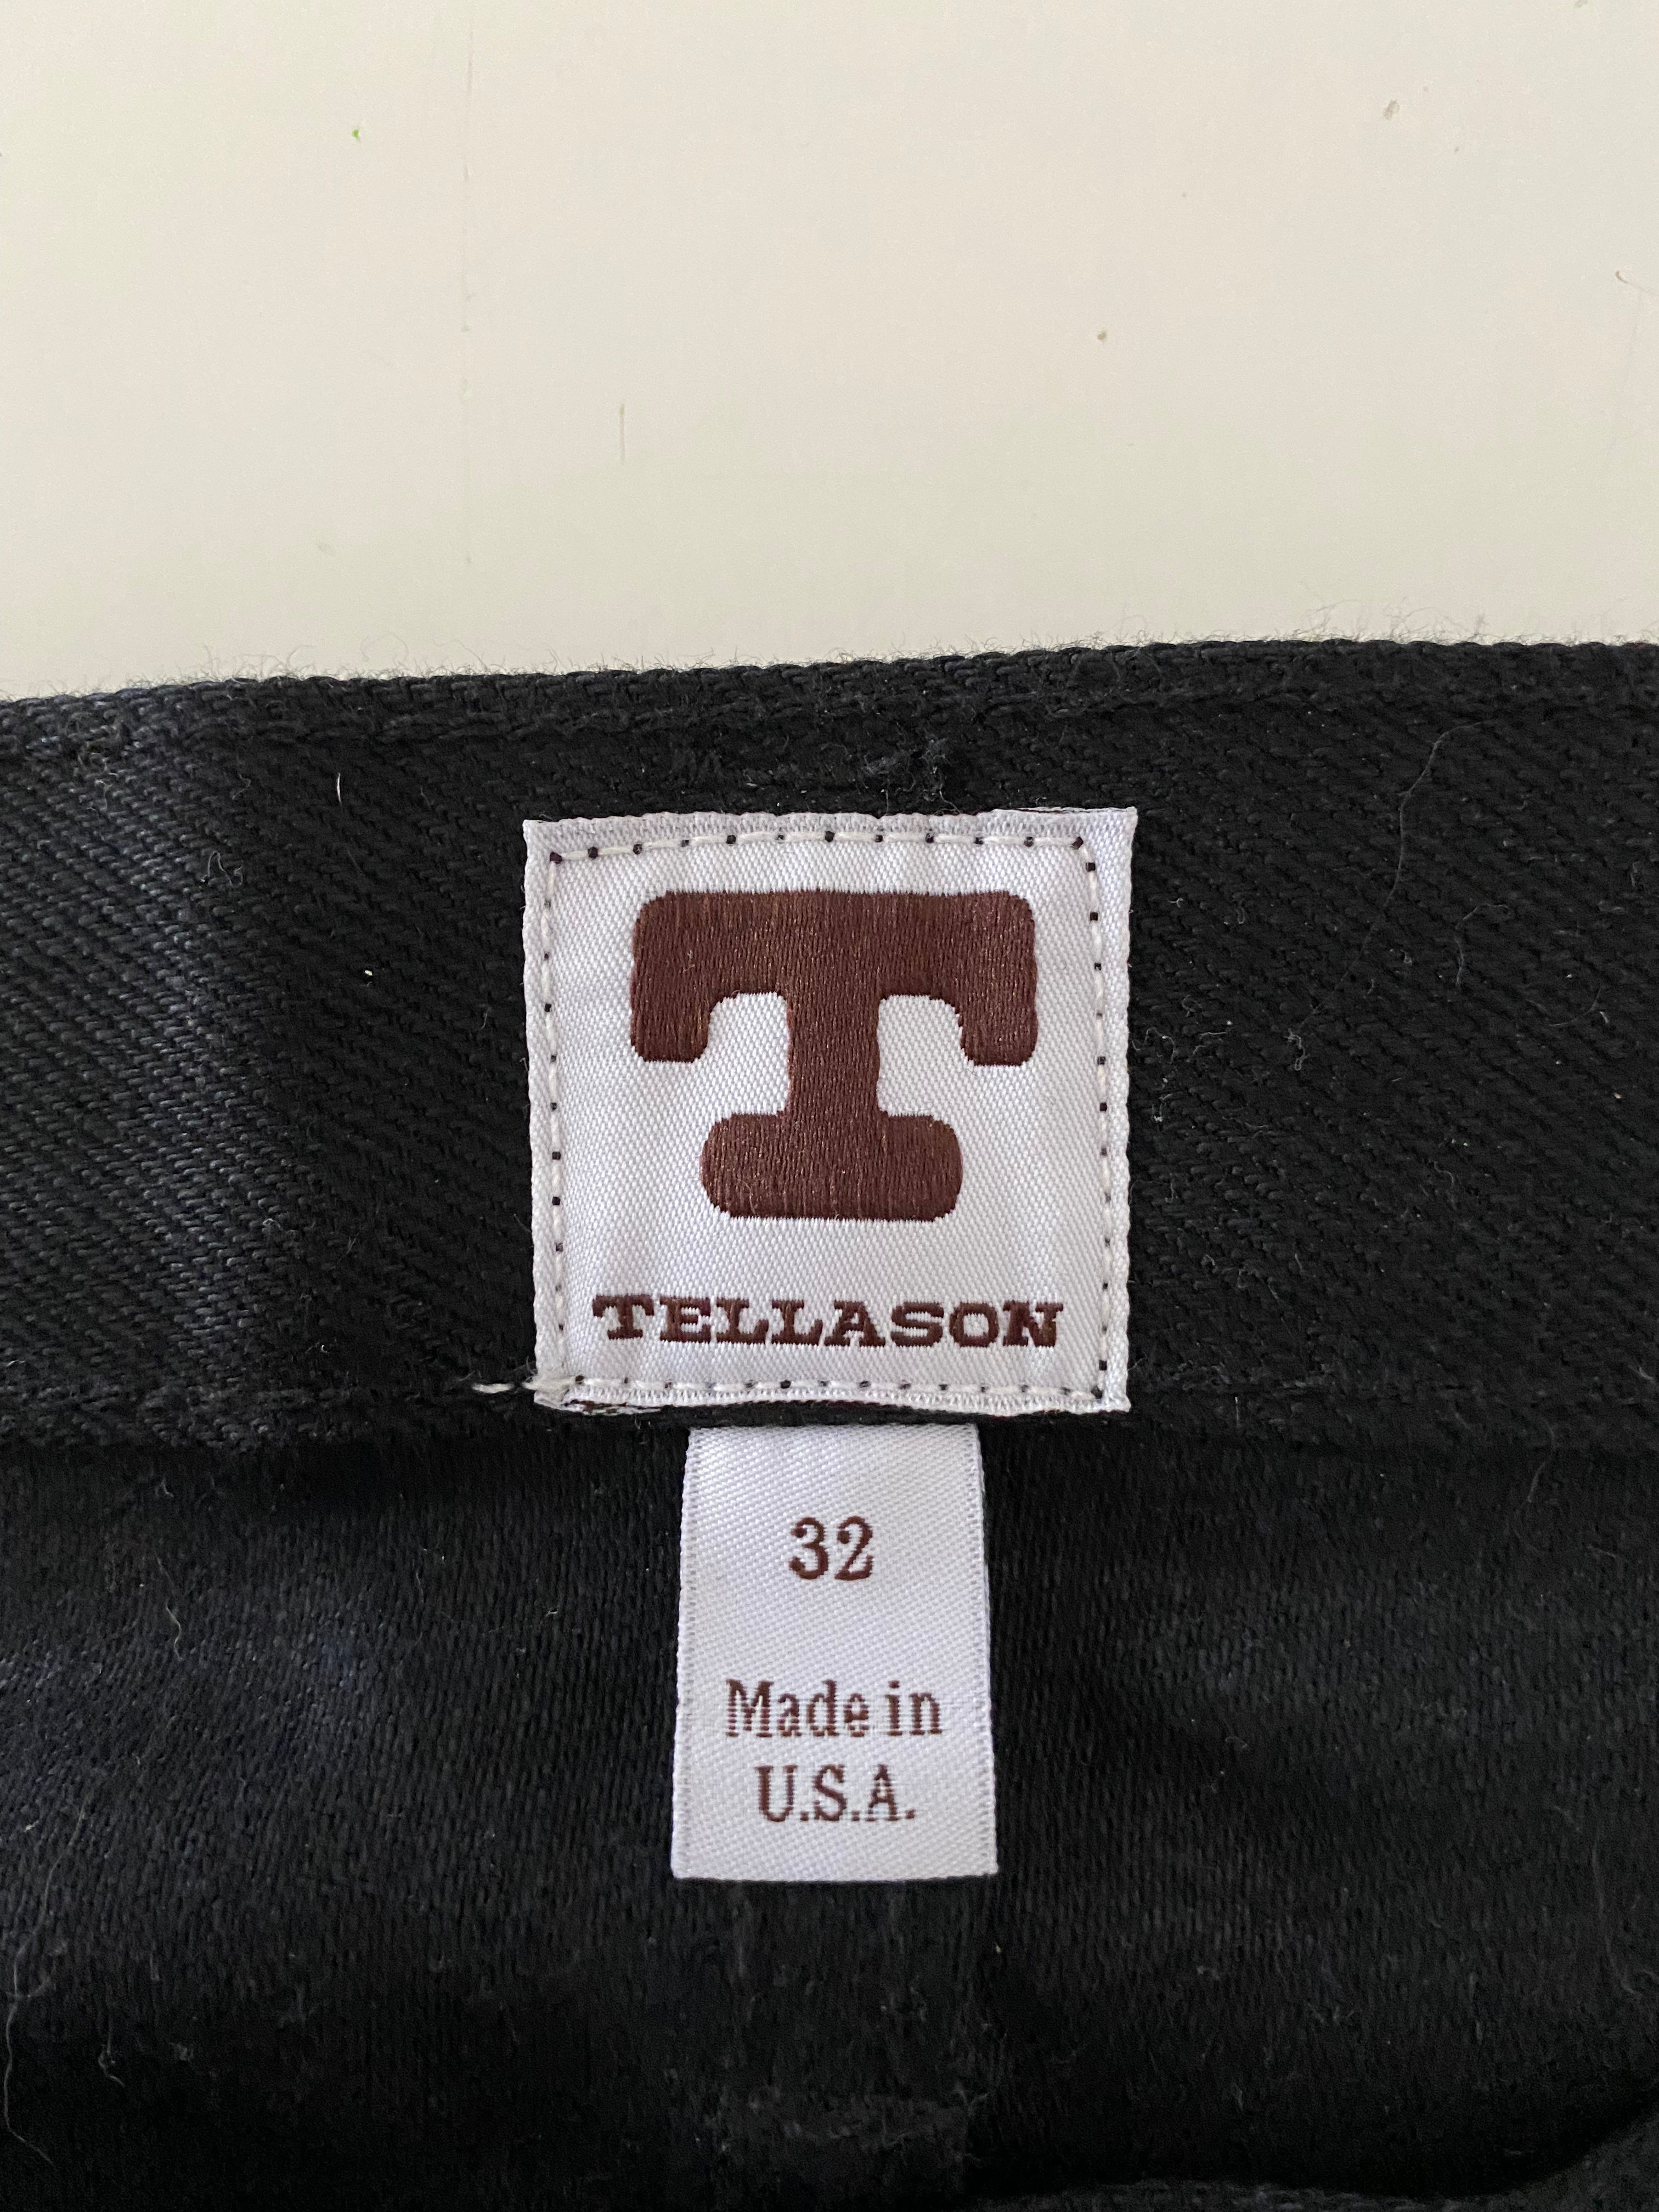 T
TELLASON
32
Made in
U.S.A.